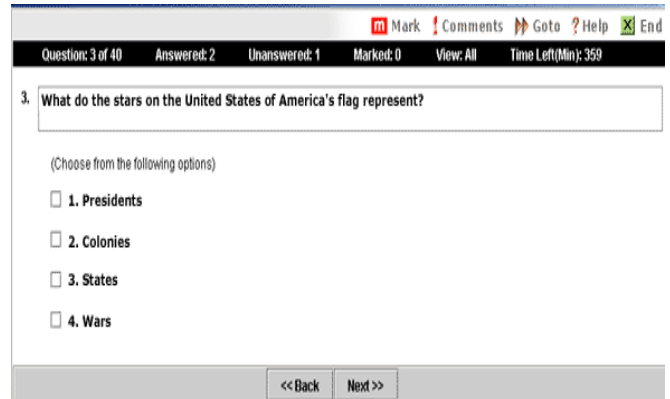 m Mark ! Comments Goto ? Help X End
Question: 3 of 40 Answered: 2 Unanswered: 1 Marked: 0 View: All Time Left(Min): 359
3. What do the stars on the United States of America's flag represent?
(Choose from the following options)
1. Presidents
2. Colonies
3. States
4. Wars
<< Back Next >>